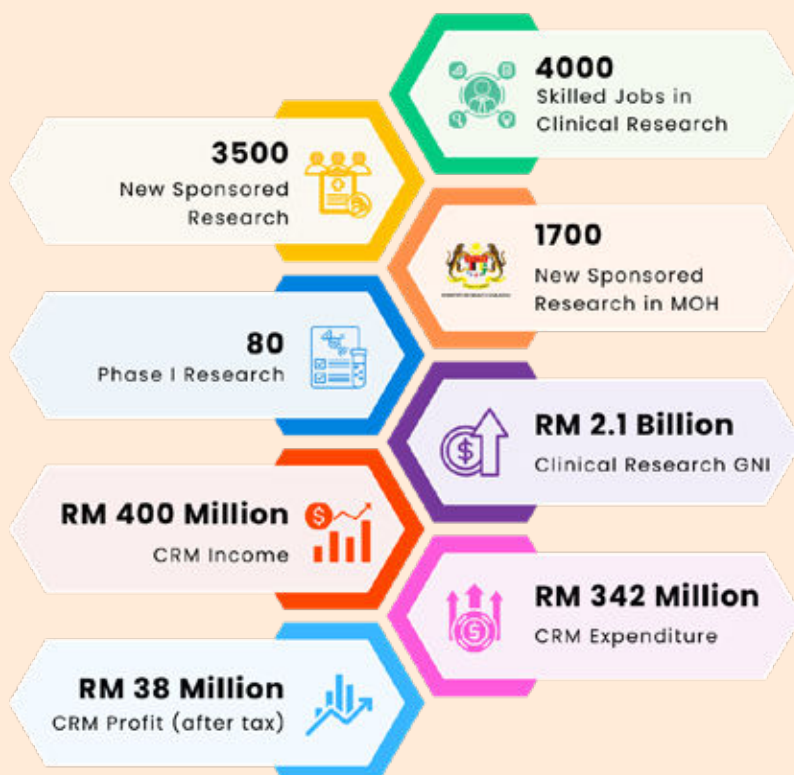 4000
Skilled Jobs in
Clinical Research
3500
New Sponsored
Research
1700
New Sponsored
Research in MOH
80
Phase I Research
RM 2.1 Billion
Clinical Research GNI
RM 400 Million
CRM Income
RM 342 Million
CRM Expenditure
RM 38 Million
CRM Profit (after tax)